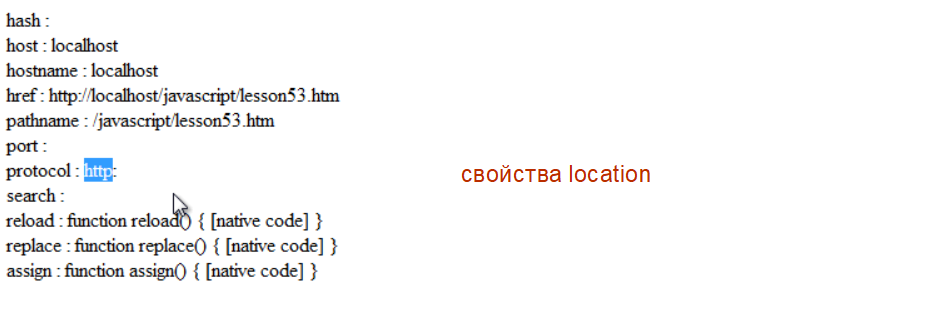 hash :
host : localhost
hostname : localhost
href : http://localhost/javascript/lesson53.htm
pathname : /javascript/lesson53.htm
port :
protocol : http:
свойства location
search :
reload : function reload() { [native code] }
replace : function replace() { [native code] }
assign : function assign() { [native code] }